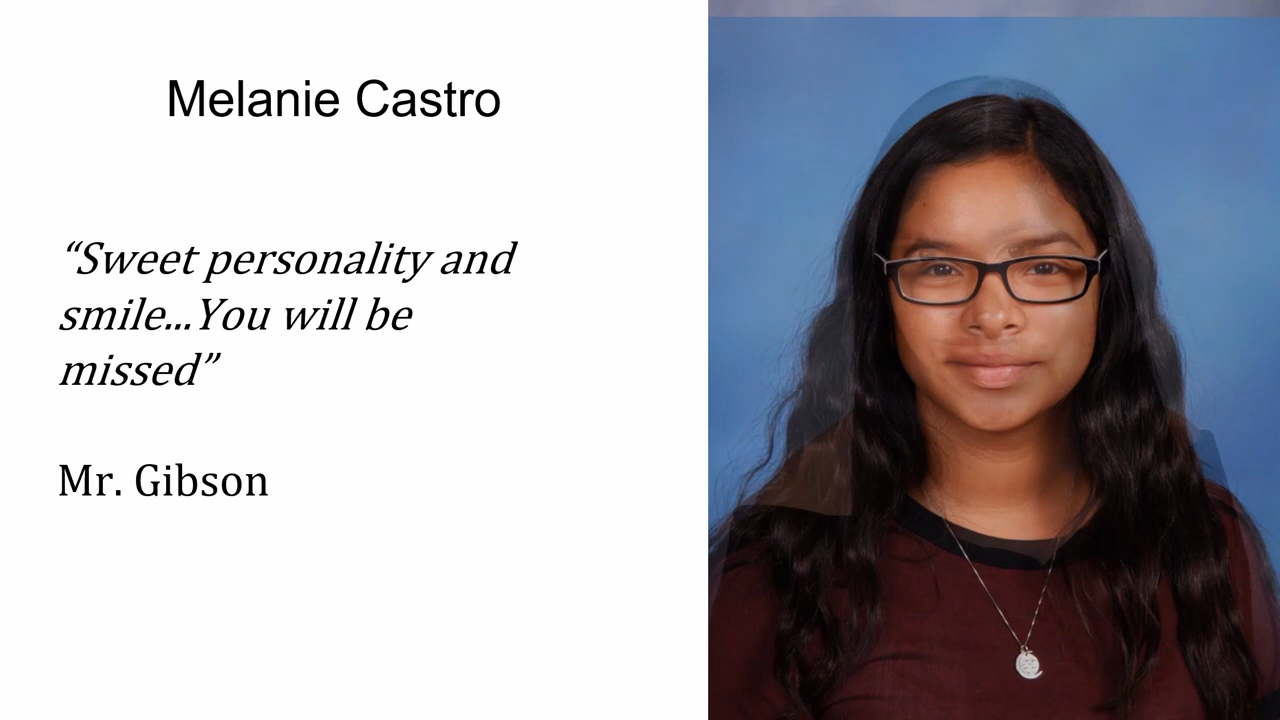 Melanie Castro
“Sweet personality and
smile...You will be
missed”
Mr. Gibson